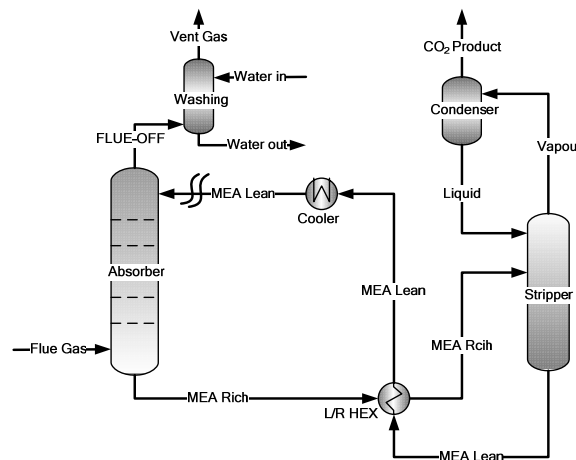 Vent Gas
CO2 Product
Water in
Washing
Condenser
FLUE-OFF
Water out
Vapour
MEA Lean
Liquid
Cooler
Absorber
MEA Lean
Stripper
Flue Gas
MEA Rcih
MEA Rich
L/R HEX
MEA Lean